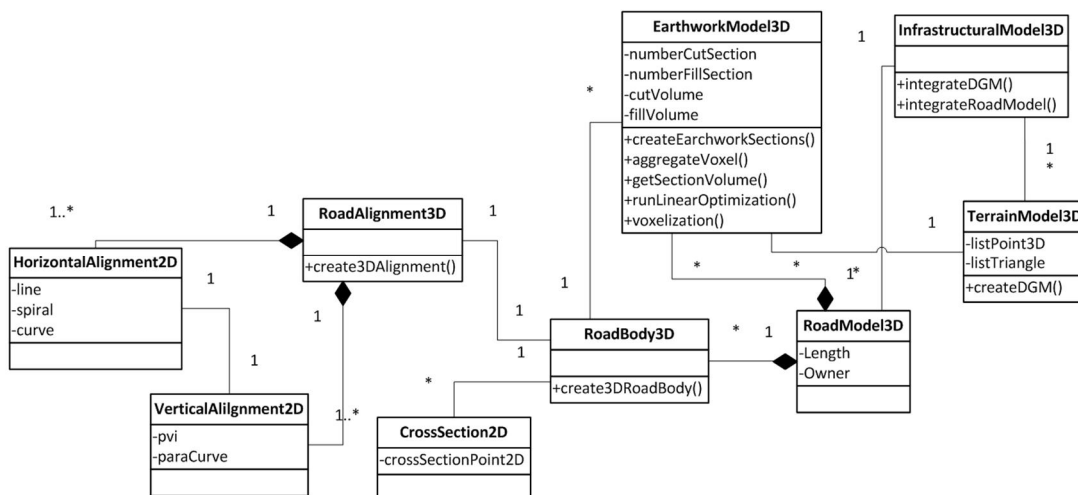 EarthworkModel3D
-numberCutSection
-numberFillSection
-cutVolume
-fillVolume
+createEarchworkSections()
+aggregateVoxel()
+getSectionVolume()
+runLinearOptimization()
+voxelization()
InfrastructuralModel3D
+integrateDGM()
+integrateRoadModel()
1
*
1
*
TerrainModel3D
-listPoint3D
-listTriangle
+createDGM()
1
*
*
1
*
RoadAlignment3D
+create3DAlignment()
1..*
1
1
HorizontalAlignment2D
-line
-spiral
-curve
1
1
1
1..*
VerticalAlilgnment2D
-pvi
-paraCurve
1
1
1
RoadBody3D
+create3DRoadBody()
*
1
RoadModel3D
-Length
-Owner
*
CrossSection2D
-crossSectionPoint2D